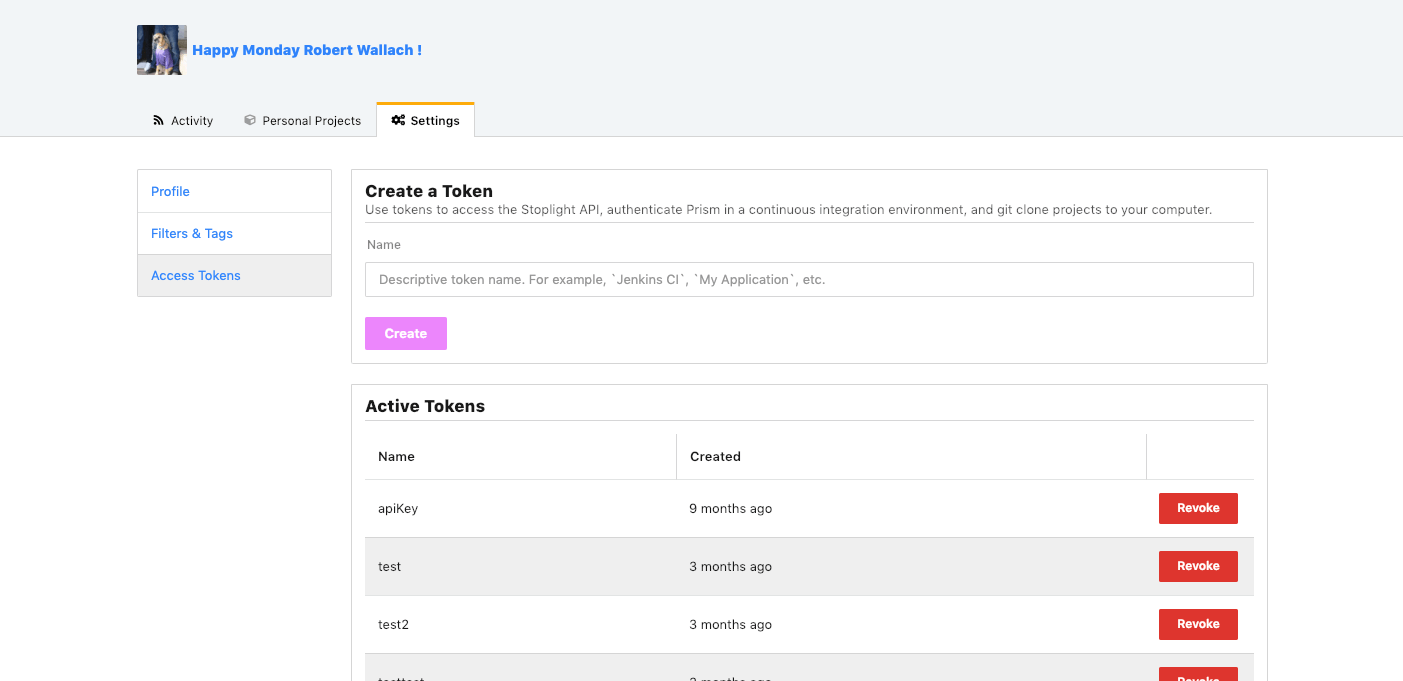 Happy Monday Robert Wallach !
Activity
Personal Projects
Settings
Profile
Filters & Tags
Access Tokens
Create a Token
Use tokens to access the Stoplight API, authenticate Prism in a continuous integration environment, and git clone projects to your computer.
Name
Descriptive token name. For example, `Jenkins CI`, `My Application`, etc.
Create
Active Tokens
Name Created
apiKey 9 months ago Revoke
test 3 months ago Revoke
test2 3 months ago Revoke